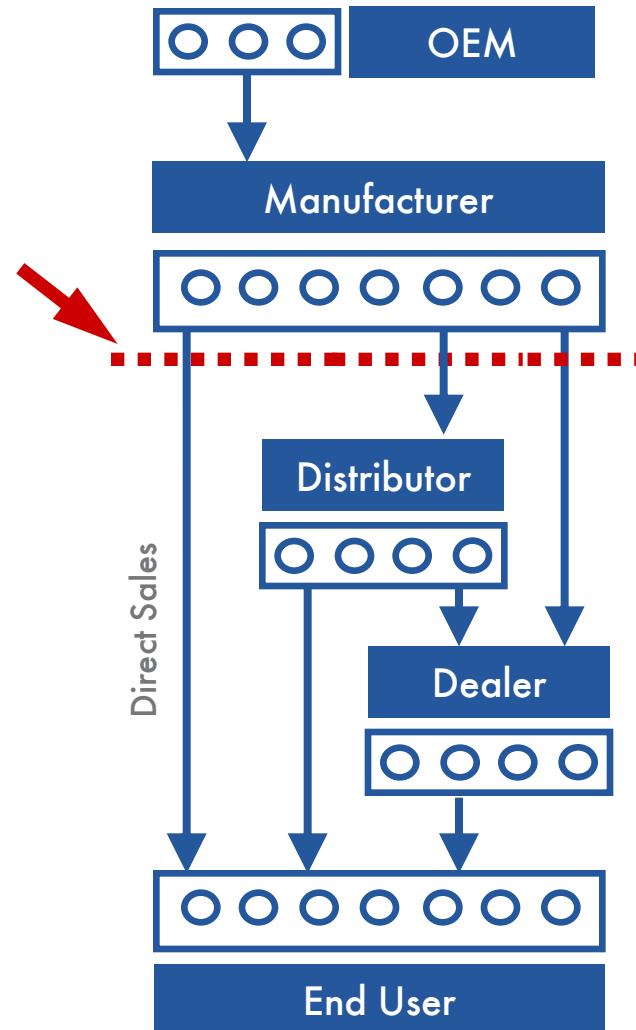 OEM
Manufacturer
Distributor
Direct Sales
Dealer
End User